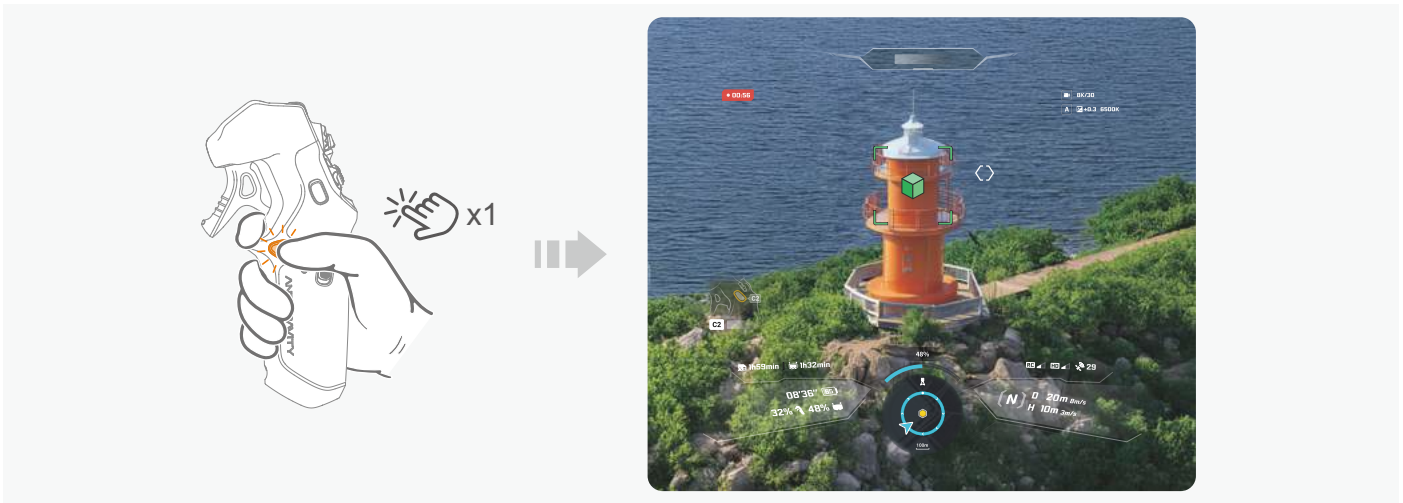 x1
00:56
8K/30
A +0.3 6500K
C2
C2
48%
1h59min 1h32min
RC HD 29
08'36"
32% 48%
N D 20m 0m/s
H 10m 3m/s
100m